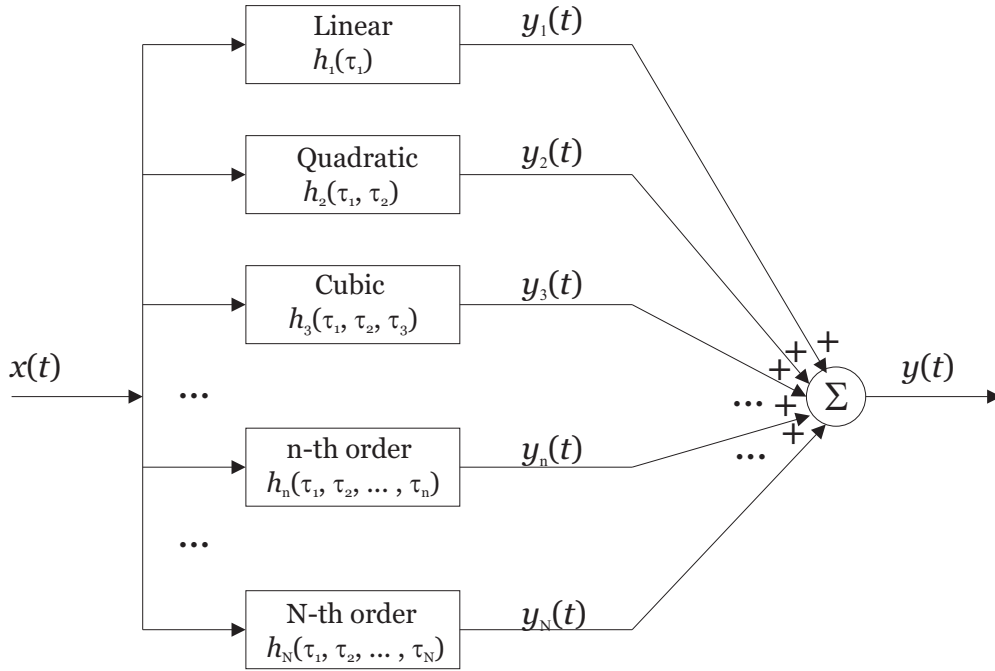 Linear
h₁(τ₁)
y₁(t)
Quadratic
h₂(τ₁, τ₂)
y₂(t)
Cubic
h₃(τ₁, τ₂, τ₃)
y₃(t)
x(t)
...
n-th order
hₙ(τ₁, τ₂, ... , τₙ)
yₙ(t)
...
N-th order
h_N(τ₁, τ₂, ... , τ_N)
y_N(t)
+
+
+
...
+
+
...
Σ
y(t)